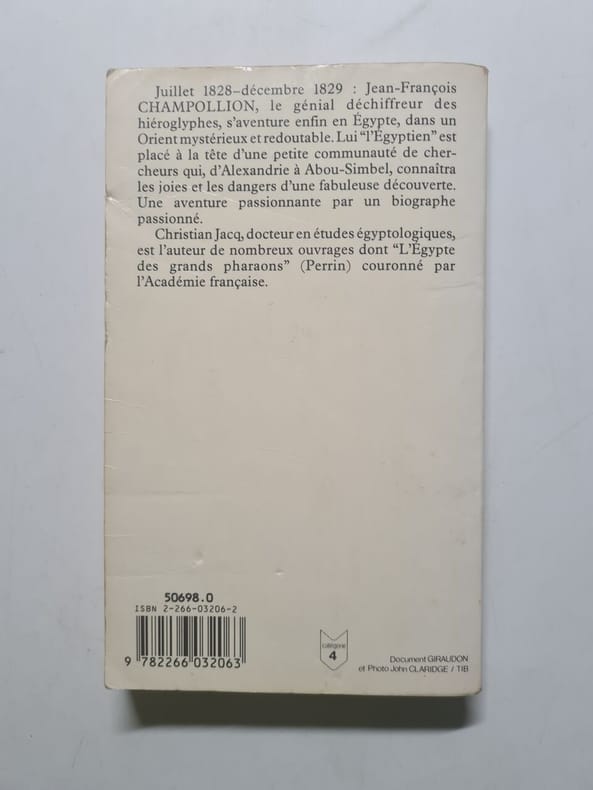 Juillet 1828–décembre 1829 : Jean-François
CHAMPOLLION, le génial déchiffreur des
hiéroglyphes, s'aventure enfin en Égypte, dans un
Orient mystérieux et redoutable. Lui "l'Égyptien" est
placé à la tête d'une petite communauté de cher-
cheurs qui, d'Alexandrie à Abou-Simbel, connaîtra
les joies et les dangers d'une fabuleuse découverte.
Une aventure passionnante par un biographe
passionné.
Christian Jacq, docteur en études égyptologiques,
est l'auteur de nombreux ouvrages dont "L'Égypte
des grands pharaons" (Perrin) couronné par
l'Académie française.
50698.0
ISBN 2-266-03206-2
9 782266 032063
catégorie
4
Document GIRAUDON
et Photo John CLARIDGE / TIB